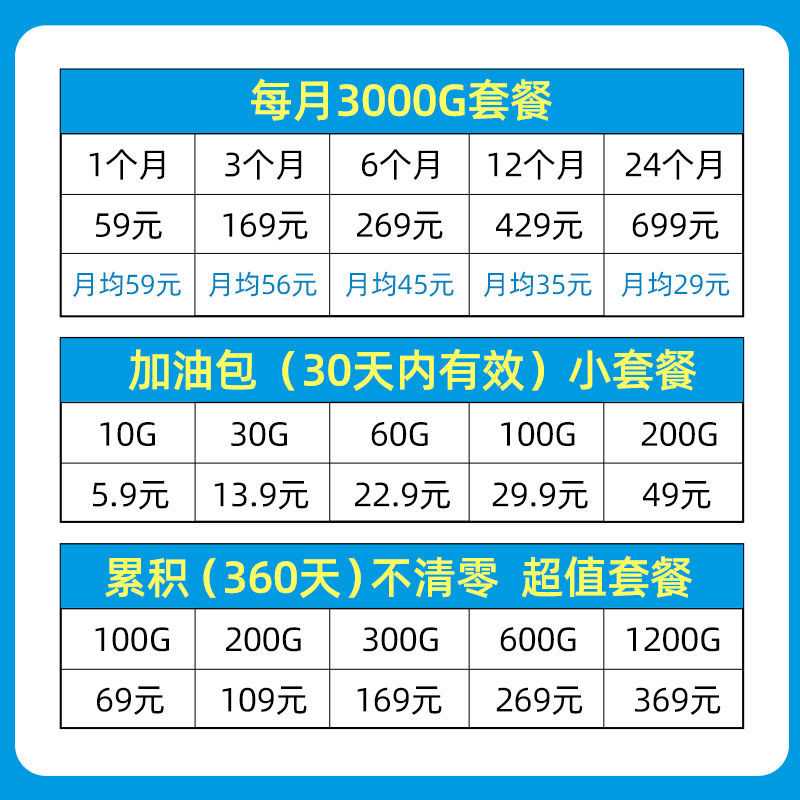 每月3000G套餐
1个月 3个月 6个月 12个月 24个月
59元 169元 269元 429元 699元
月均59元 月均56元 月均45元 月均35元 月均29元
加油包（30天内有效）小套餐
10G 30G 60G 100G 200G
5.9元 13.9元 22.9元 29.9元 49元
累积（360天）不清零 超值套餐
100G 200G 300G 600G 1200G
69元 109元 169元 269元 369元